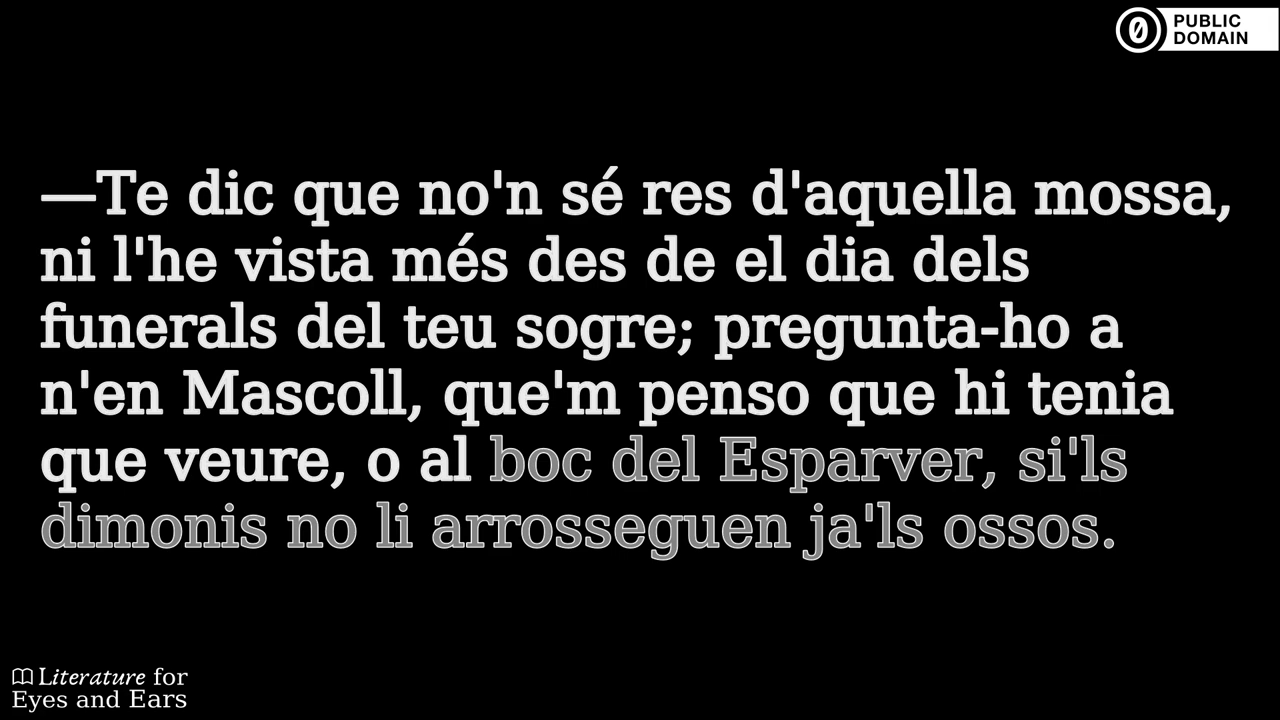 PUBLIC
DOMAIN
—Te dic que no'n sé res d'aquella mossa,
ni l'he vista més des de el dia dels
funerals del teu sogre; pregunta-ho a
n'en Mascoll, que'm penso que hi tenia
que veure, o al boc del Esparver, si'ls
dimonis no li arrosseguen ja'ls ossos.
Literature for
Eyes and Ears